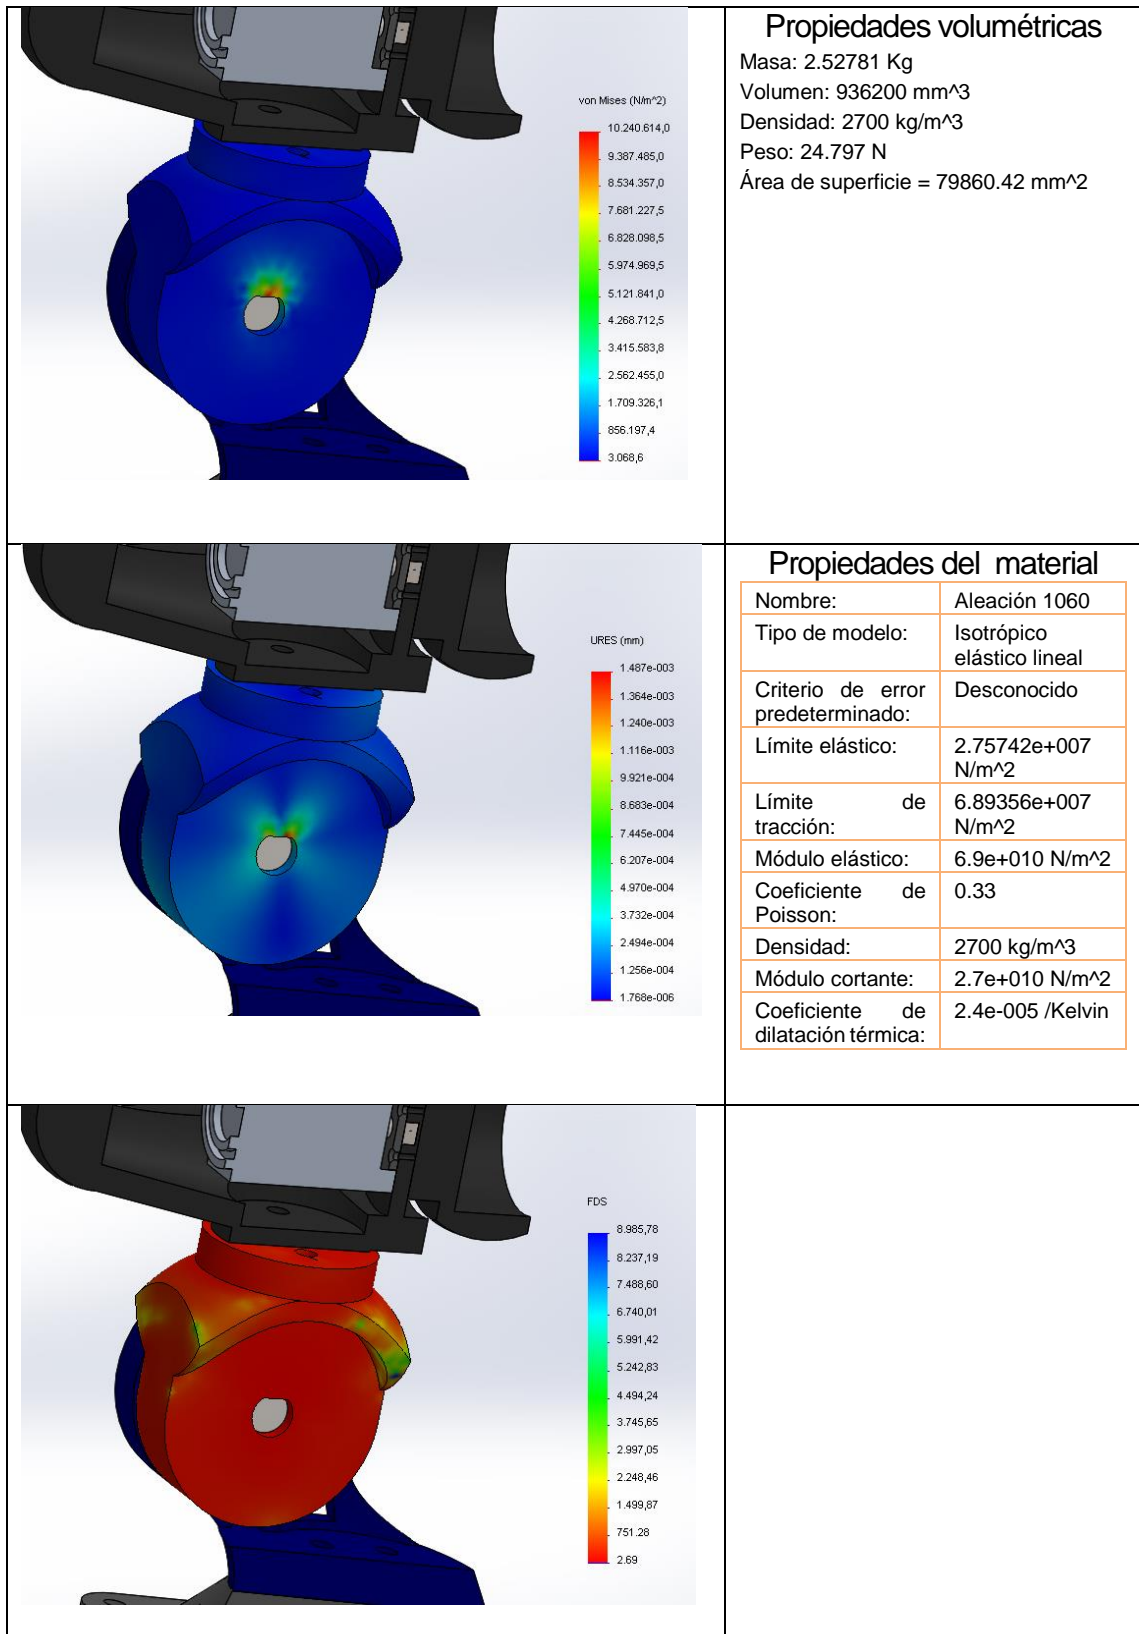 von Mises (N/m^2)
10.240.614,0
9.387.485,0
8.534.357,0
7.681.227,5
6.828.098,5
5.974.969,5
5.121.841,0
4.268.712,5
3.415.583,8
2.562.455,0
1.709.326,1
856.197,4
3.068,6
Propiedades volumétricas
Masa: 2.52781 Kg
Volumen: 936200 mm^3
Densidad: 2700 kg/m^3
Peso: 24.797 N
Área de superficie = 79860.42 mm^2
URES (mm)
1.487e-003
1.364e-003
1.240e-003
1.116e-003
9.921e-004
8.683e-004
7.445e-004
6.207e-004
4.970e-004
3.732e-004
2.494e-004
1.256e-004
1.768e-006
Propiedades del material
Nombre: Aleación 1060
Tipo de modelo: Isotrópico
elástico lineal
Criterio de error Desconocido
predeterminado:
Límite elástico: 2.75742e+007
N/m^2
Límite de 6.89356e+007
tracción: N/m^2
Módulo elástico: 6.9e+010 N/m^2
Coeficiente de 0.33
Poisson:
Densidad: 2700 kg/m^3
Módulo cortante: 2.7e+010 N/m^2
Coeficiente de 2.4e-005 /Kelvin
dilatación térmica:
FDS
8.985,78
8.237,19
7.488,60
6.740,01
5.991,42
5.242,83
4.494,24
3.745,65
2.997,05
2.248,46
1.499,87
751.28
2.69